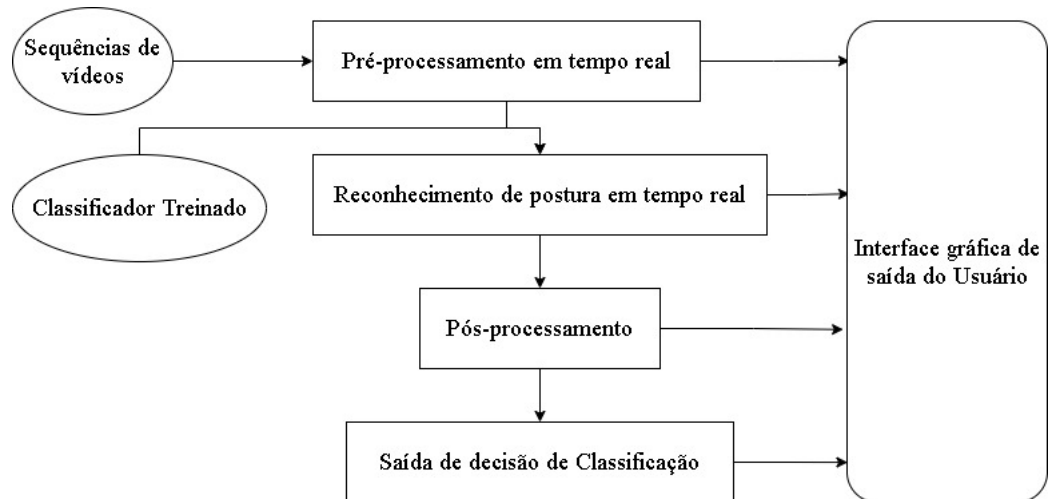 Sequências de
vídeos
Pré-processamento em tempo real
Classificador Treinado
Reconhecimento de postura em tempo real
Interface gráfica de
saída do Usuário
Pós-processamento
Saída de decisão de Classificação